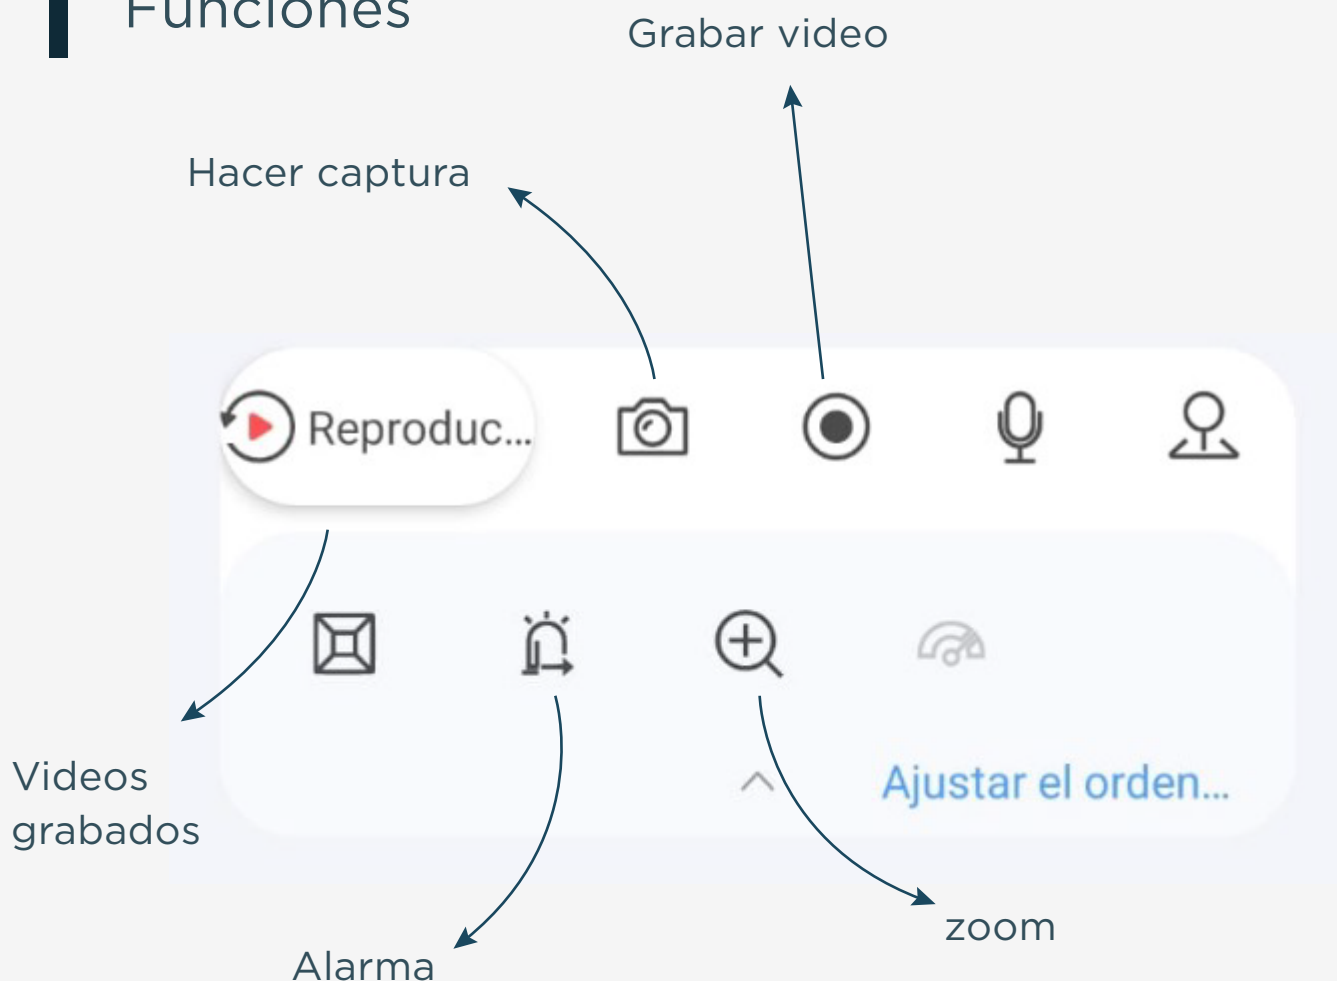 Funciones
Grabar video
Hacer captura
Reproduc...
Ajustar el orden...
Videos
grabados
zoom
Alarma